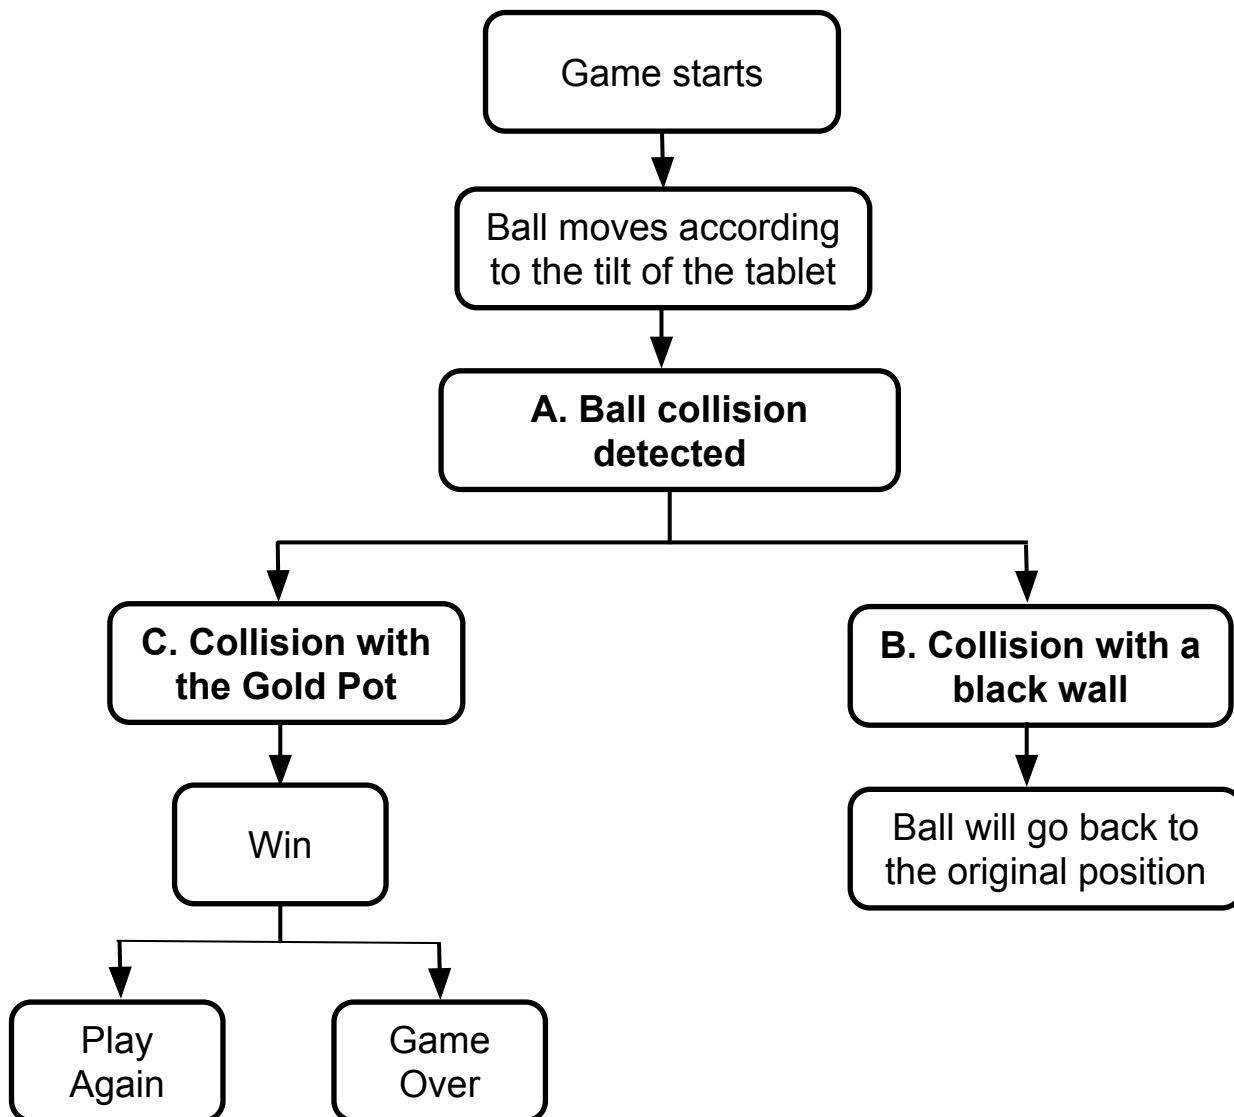 Game starts
Ball moves according
to the tilt of the tablet
A. Ball collision
detected
C. Collision with
the Gold Pot
B. Collision with a
black wall
Win
Ball will go back to
the original position
Play
Again
Game
Over